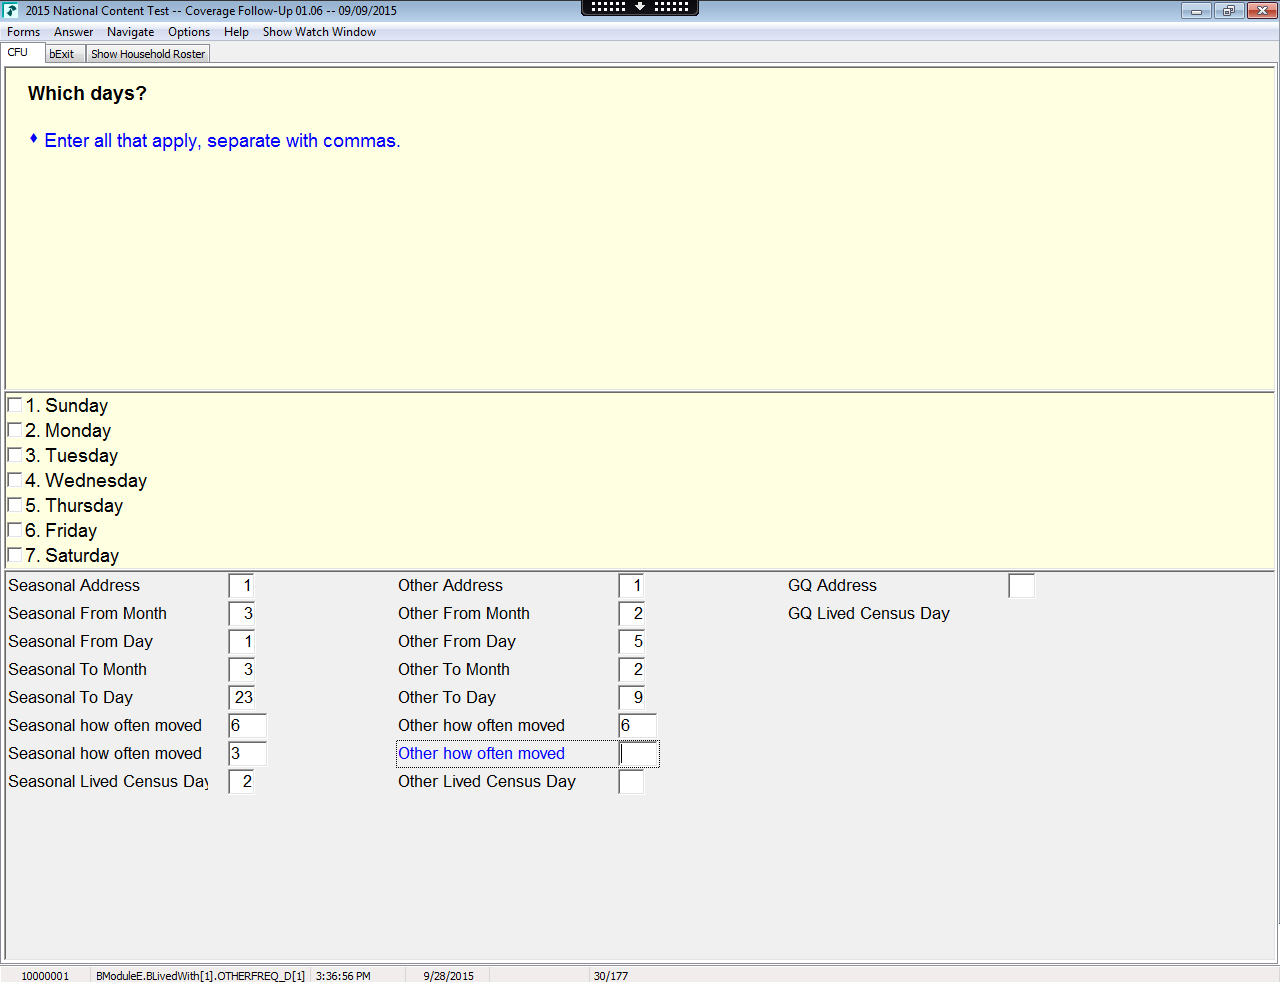 2015 National Content Test -- Coverage Follow-Up 01.06 -- 09/09/2015
Forms Answer Navigate Options Help Show Watch Window
CFU bExit Show Household Roster
Which days?
Enter all that apply, separate with commas.
1. Sunday
2. Monday
3. Tuesday
4. Wednesday
5. Thursday
6. Friday
7. Saturday
Seasonal Address 1 Other Address 1 GQ Address
Seasonal From Month 3 Other From Month 2 GQ Lived Census Day
Seasonal From Day 1 Other From Day 5
Seasonal To Month 3 Other To Month 2
Seasonal To Day 23 Other To Day 9
Seasonal how often moved 6 Other how often moved 6
Seasonal how often moved 3 Other how often moved
Seasonal Lived Census Day 2 Other Lived Census Day
10000001 BModuleE.BLivedWith[1].OTHERFREQ_D[1] 3:36:56 PM 9/28/2015 30/177